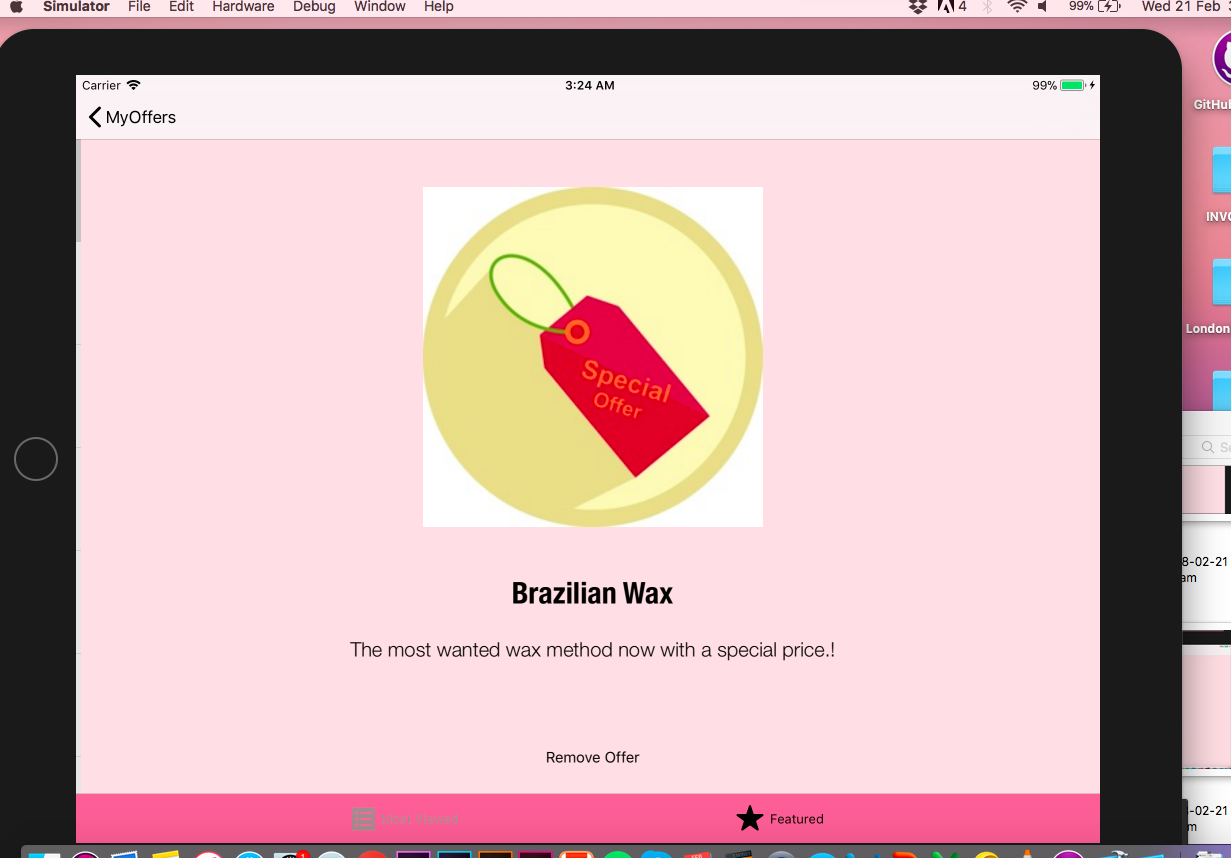 Simulator File Edit Hardware Debug Window Help 4 99% Wed 21 Feb
Carrier 3:24 AM 99%
MyOffers
Special
Offer
Brazilian Wax
The most wanted wax method now with a special price.!
Remove Offer
Most Viewed Featured
London
8-02-21
am
-02-21